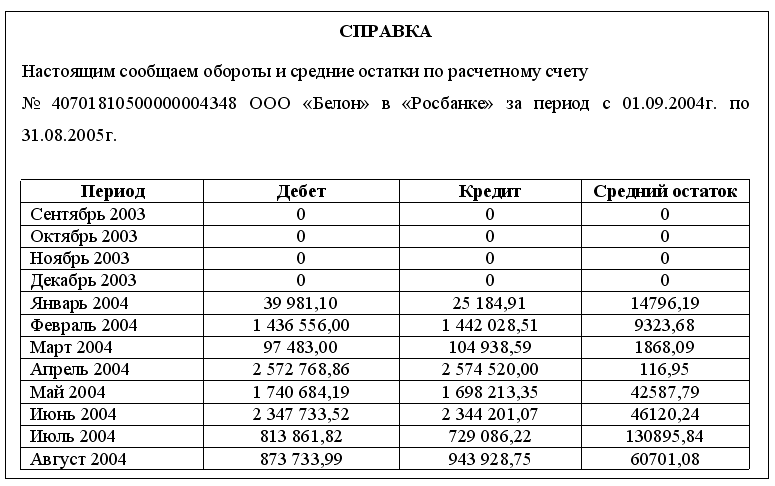 СПРАВКА
Настоящим сообщаем обороты и средние остатки по расчетному счету
№ 40701810500000004348 ООО «Белон» в «Росбанке» за период с 01.09.2004г. по
31.08.2005г.
Период Дебет Кредит Средний остаток
Сентябрь 2003 0 0 0
Октябрь 2003 0 0 0
Ноябрь 2003 0 0 0
Декабрь 2003 0 0 0
Январь 2004 39 981,10 25 184,91 14796,19
Февраль 2004 1 436 556,00 1 442 028,51 9323,68
Март 2004 97 483,00 104 938,59 1868,09
Апрель 2004 2 572 768,86 2 574 520,00 116,95
Май 2004 1 740 684,19 1 698 213,35 42587,79
Июнь 2004 2 347 733,52 2 344 201,07 46120,24
Июль 2004 813 861,82 729 086,22 130895,84
Август 2004 873 733,99 943 928,75 60701,08